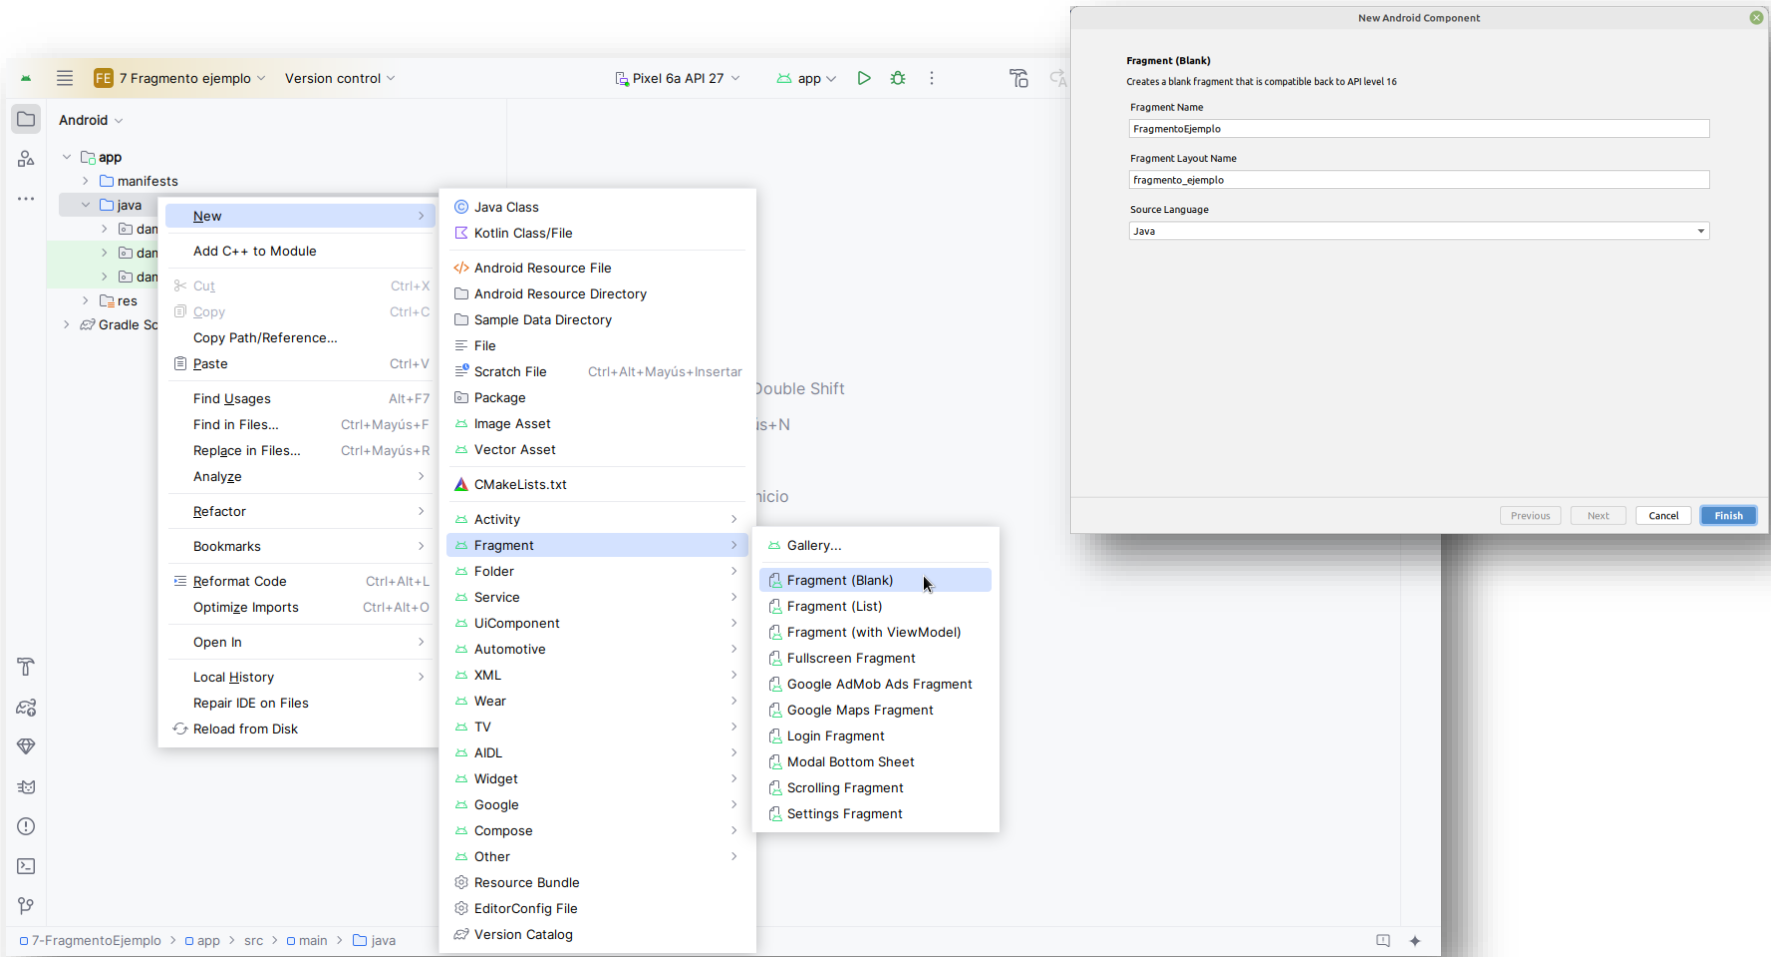 FE 7 Fragmento ejemplo Version control Pixel 6a API 27 app
Android
app
manifests
java
dan
dan
dan
res
Gradle Sc
New
Add C++ to Module
Cut Ctrl+X
Copy Ctrl+C
Copy Path/Reference...
Paste Ctrl+V
Find Usages Alt+F7
Find in Files... Ctrl+Mayús+F
Replace in Files... Ctrl+Mayús+R
Analyze
Refactor
Bookmarks
Reformat Code Ctrl+Alt+L
Optimize Imports Ctrl+Alt+O
Open In
Local History
Repair IDE on Files
Reload from Disk
Java Class
Kotlin Class/File
Android Resource File
Android Resource Directory
Sample Data Directory
File
Scratch File Ctrl+Alt+Mayús+Insertar
Package
Image Asset
Vector Asset
CMakeLists.txt
Activity
Fragment
Folder
Service
UiComponent
Automotive
XML
Wear
TV
AIDL
Widget
Google
Compose
Other
Resource Bundle
EditorConfig File
Version Catalog
Double Shift
ús+N
nicio
Gallery...
Fragment (Blank)
Fragment (List)
Fragment (with ViewModel)
Fullscreen Fragment
Google AdMob Ads Fragment
Google Maps Fragment
Login Fragment
Modal Bottom Sheet
Scrolling Fragment
Settings Fragment
New Android Component
Fragment (Blank)
Creates a blank fragment that is compatible back to API level 16
Fragment Name
FragmentoEjemplo
Fragment Layout Name
fragmento_ejemplo
Source Language
Java
Previous Next Cancel Finish
7-FragmentoEjemplo > app > src > main > java